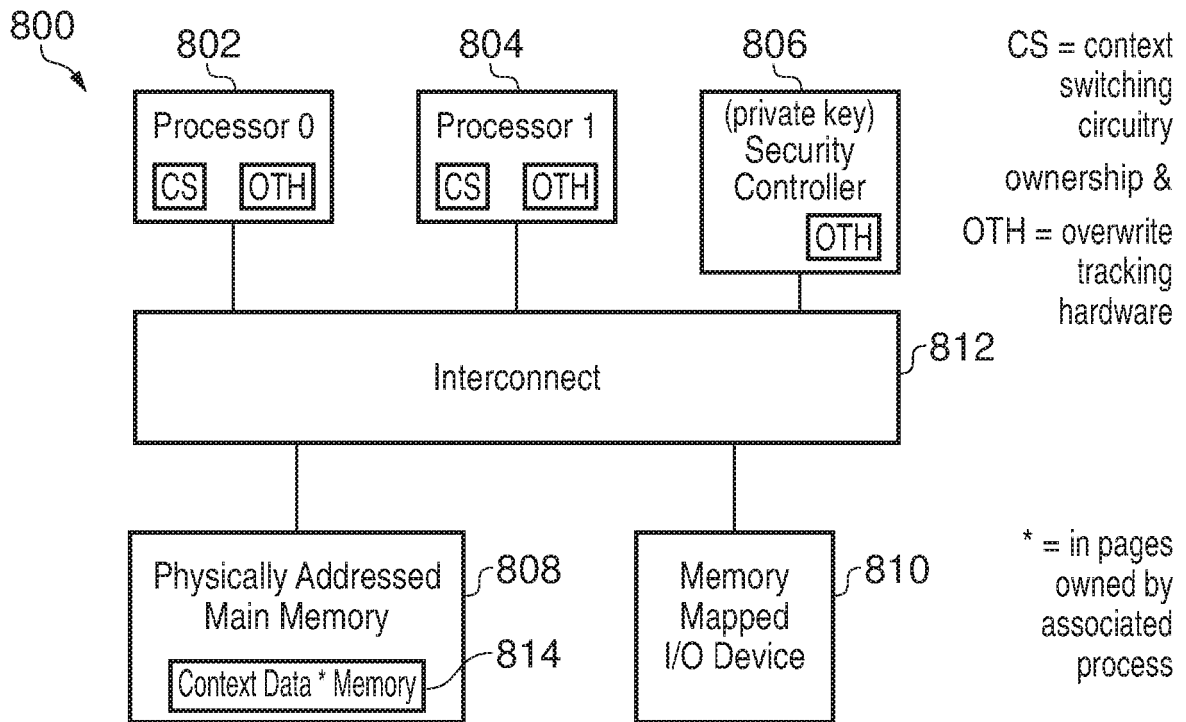 800
802
804
806
Processor 0
CS
OTH
Processor 1
CS
OTH
(private key)
Security
Controller
OTH
CS = context
switching
circuitry
ownership &
OTH = overwrite
tracking
hardware
Interconnect
812
Physically Addressed
Main Memory
808
Context Data * Memory
814
Memory
Mapped
I/O Device
810
* = in pages
owned by
associated
process